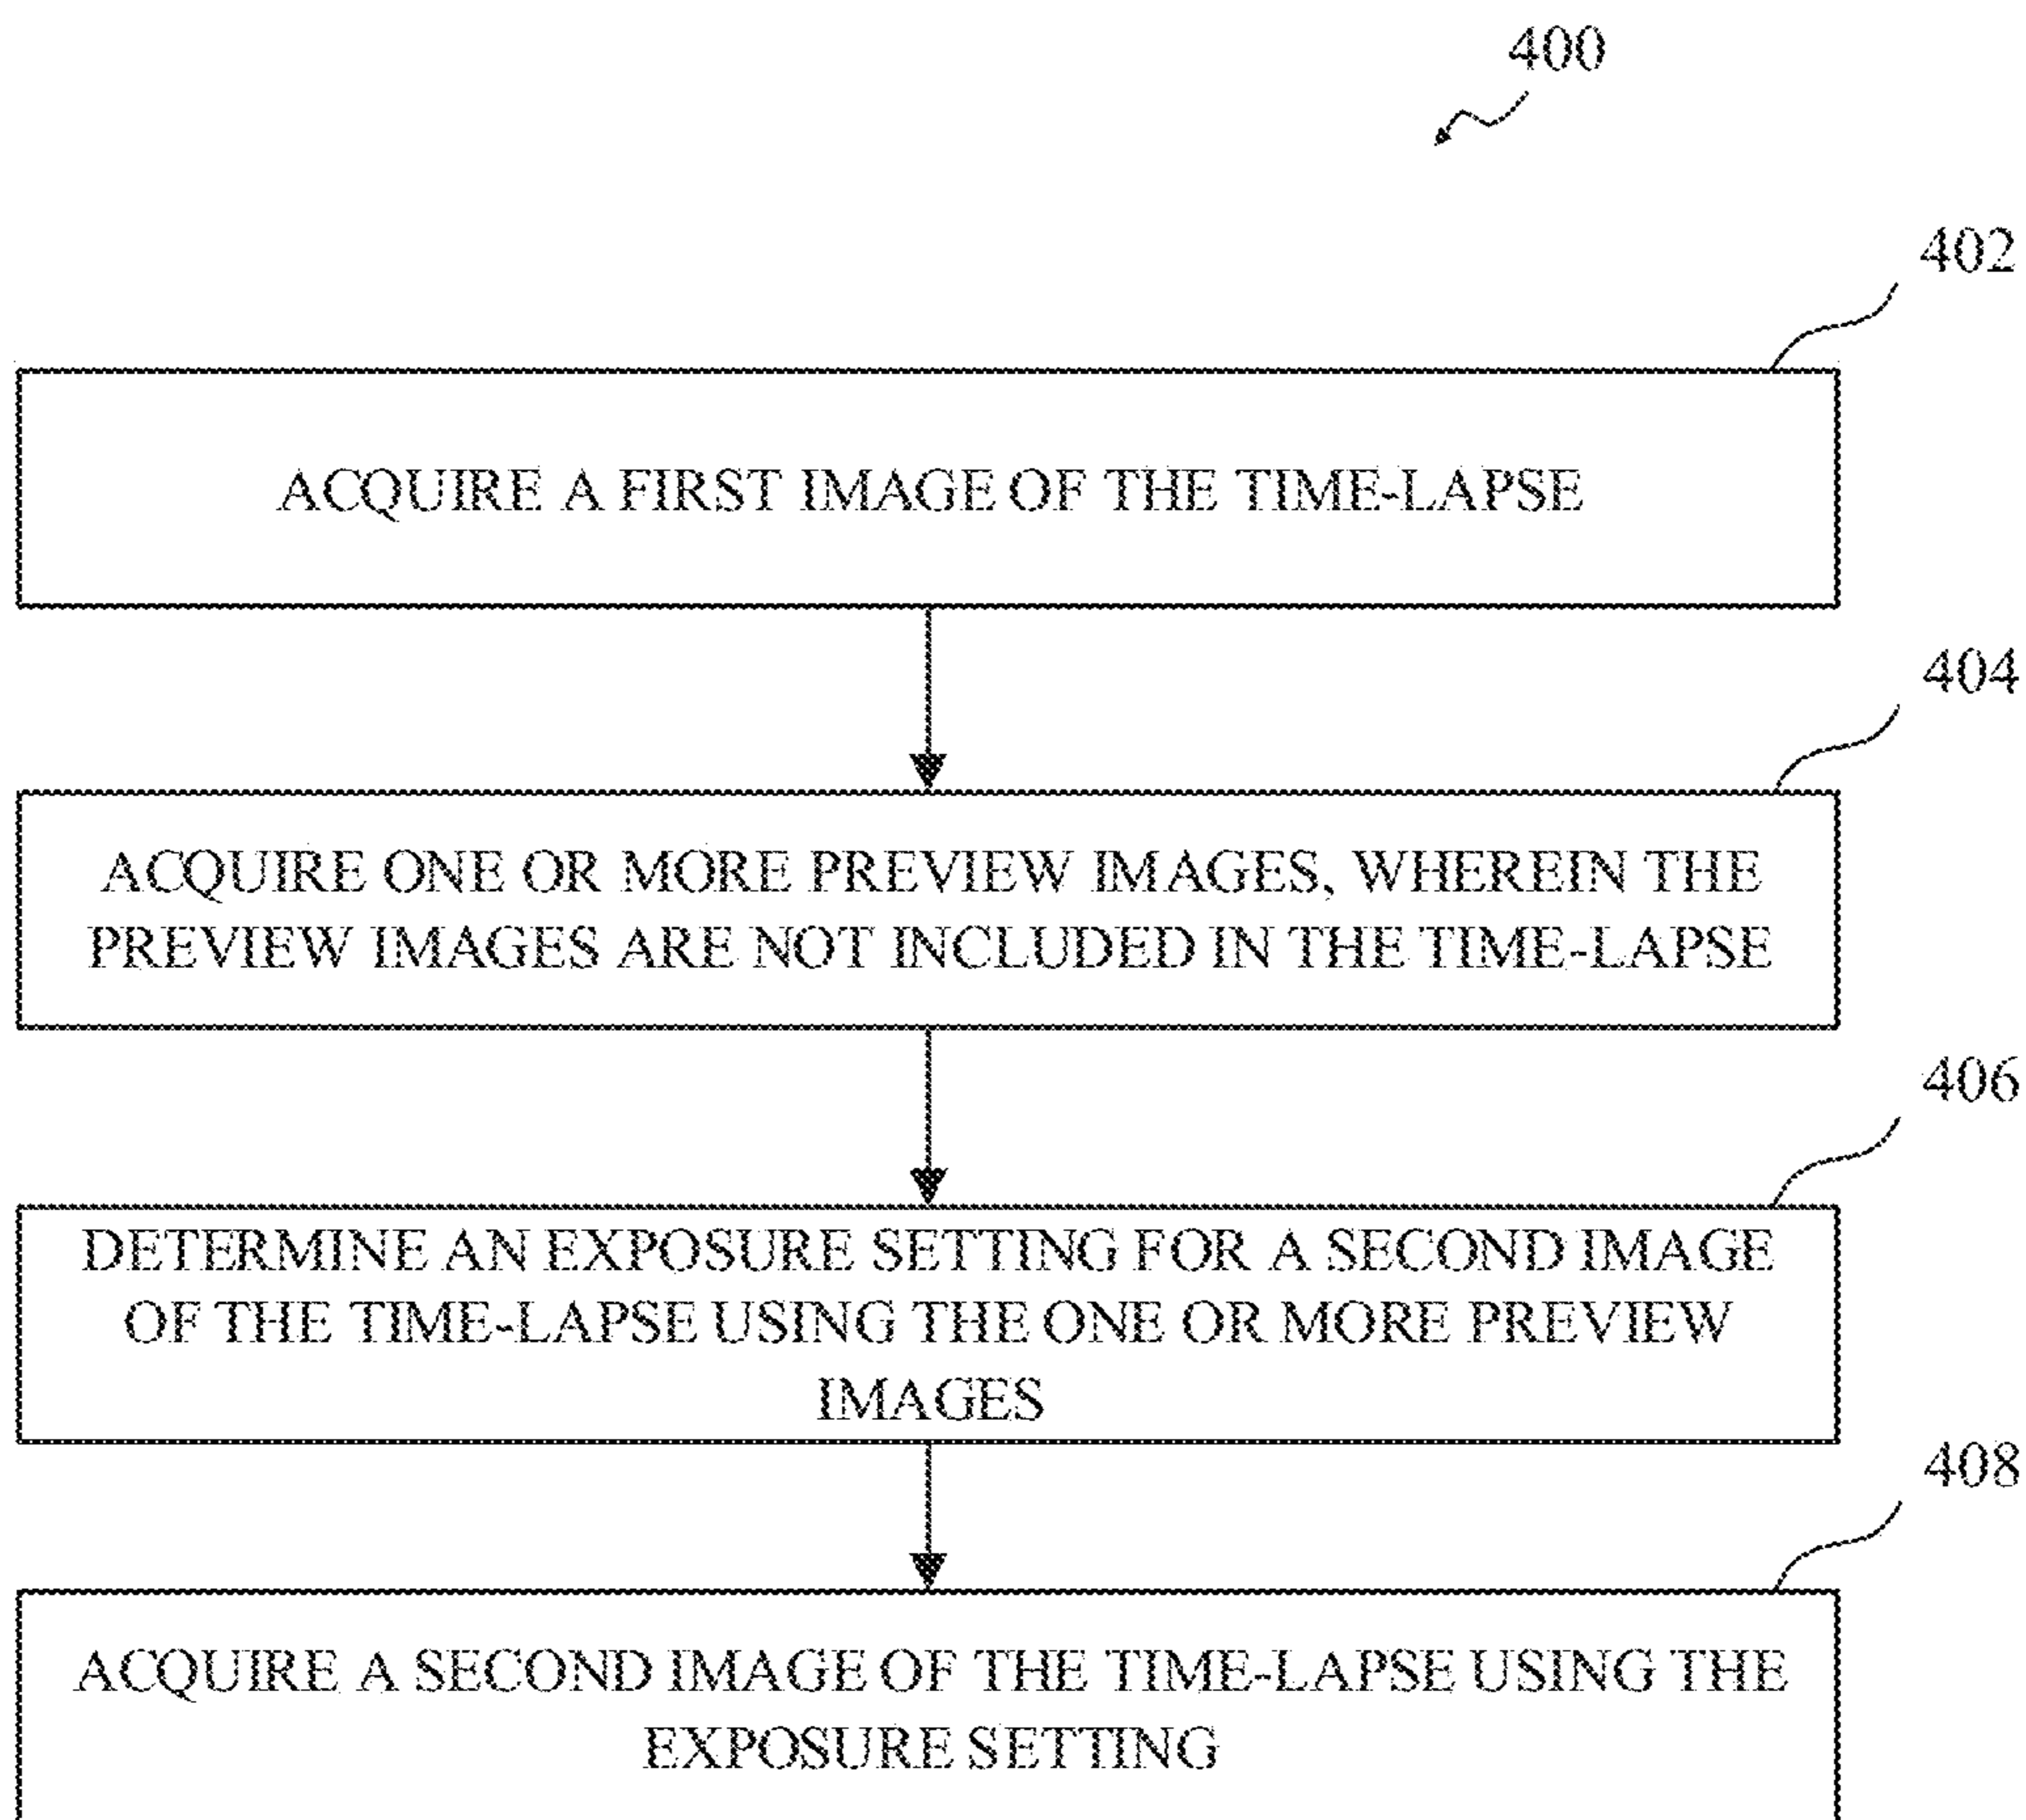 400
402
ACQUIRE A FIRST IMAGE OF THE TIME-LAPSE
404
ACQUIRE ONE OR MORE PREVIEW IMAGES, WHEREIN THE
PREVIEW IMAGES ARE NOT INCLUDED IN THE TIME-LAPSE
406
DETERMINE AN EXPOSURE SETTING FOR A SECOND IMAGE
OF THE TIME-LAPSE USING THE ONE OR MORE PREVIEW
IMAGES
408
ACQUIRE A SECOND IMAGE OF THE TIME-LAPSE USING THE
EXPOSURE SETTING